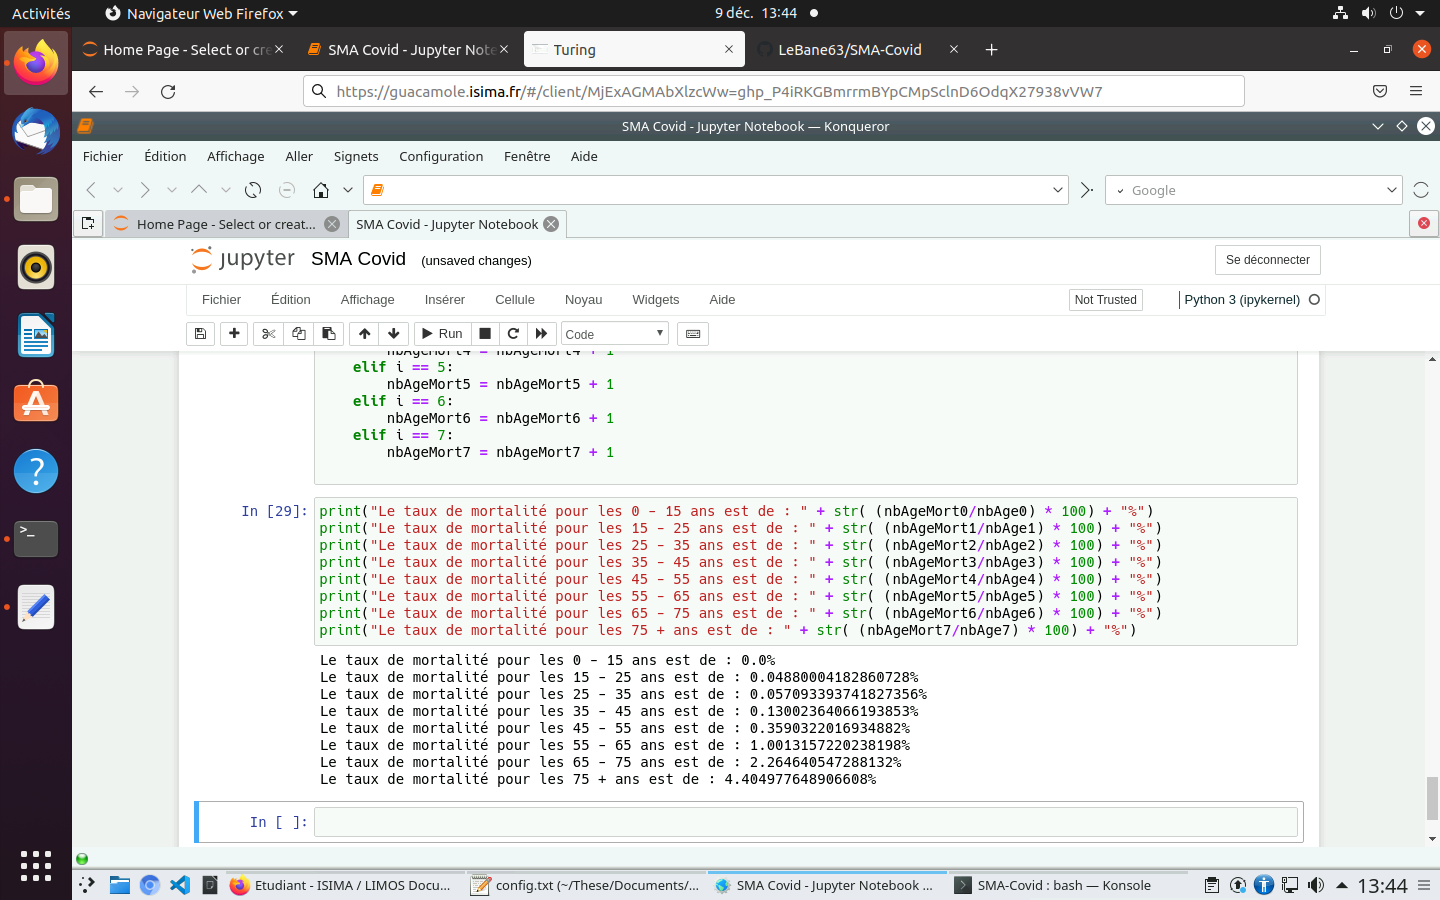 Activités
Navigateur Web Firefox
9 déc. 13:44
Home Page - Select or cre
SMA Covid - Jupyter Note
Turing
LeBane63/SMA-Covid
https://guacamole.isima.fr/#/client/MjExAGMAbXlzcWw=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
SMA Covid - Jupyter Notebook — Konqueror
Fichier Édition Affichage Aller Signets Configuration Fenêtre Aide
Google
Home Page - Select or creat...
SMA Covid - Jupyter Notebook
jupyter SMA Covid (unsaved changes)
Se déconnecter
Fichier Édition Affichage Insérer Cellule Noyau Widgets Aide
Not Trusted
Python 3 (ipykernel)
Run
Code
nbAgeMort4 = nbAgeMort4 + 1
elif i == 5:
nbAgeMort5 = nbAgeMort5 + 1
elif i == 6:
nbAgeMort6 = nbAgeMort6 + 1
elif i == 7:
nbAgeMort7 = nbAgeMort7 + 1
In [29]:
print("Le taux de mortalité pour les 0 - 15 ans est de : " + str( (nbAgeMort0/nbAge0) * 100) + "%")
print("Le taux de mortalité pour les 15 - 25 ans est de : " + str( (nbAgeMort1/nbAge1) * 100) + "%")
print("Le taux de mortalité pour les 25 - 35 ans est de : " + str( (nbAgeMort2/nbAge2) * 100) + "%")
print("Le taux de mortalité pour les 35 - 45 ans est de : " + str( (nbAgeMort3/nbAge3) * 100) + "%")
print("Le taux de mortalité pour les 45 - 55 ans est de : " + str( (nbAgeMort4/nbAge4) * 100) + "%")
print("Le taux de mortalité pour les 55 - 65 ans est de : " + str( (nbAgeMort5/nbAge5) * 100) + "%")
print("Le taux de mortalité pour les 65 - 75 ans est de : " + str( (nbAgeMort6/nbAge6) * 100) + "%")
print("Le taux de mortalité pour les 75 + ans est de : " + str( (nbAgeMort7/nbAge7) * 100) + "%")
Le taux de mortalité pour les 0 - 15 ans est de : 0.0%
Le taux de mortalité pour les 15 - 25 ans est de : 0.04880004182860728%
Le taux de mortalité pour les 25 - 35 ans est de : 0.057093393741827356%
Le taux de mortalité pour les 35 - 45 ans est de : 0.13002364066193853%
Le taux de mortalité pour les 45 - 55 ans est de : 0.3590322016934882%
Le taux de mortalité pour les 55 - 65 ans est de : 1.0013157220238198%
Le taux de mortalité pour les 65 - 75 ans est de : 2.264640547288132%
Le taux de mortalité pour les 75 + ans est de : 4.404977648906608%
In [ ]:
Etudiant - ISIMA / LIMOS Docu...
config.txt (~/These/Documents/...
SMA Covid - Jupyter Notebook ...
SMA-Covid : bash — Konsole
13:44